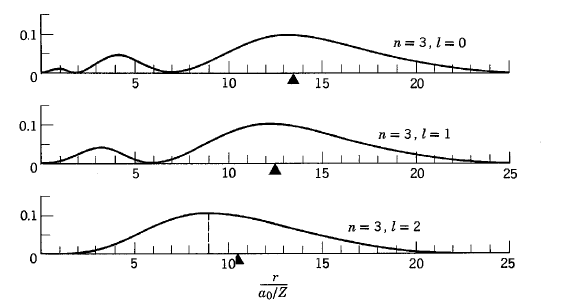 0.1
n = 3, l = 0
0 5 10 15 20 25
0.1
n = 3, l = 1
0 5 10 15 20 25
0.1
n = 3, l = 2
0 5 10 15 20 25
r
a₀/Z